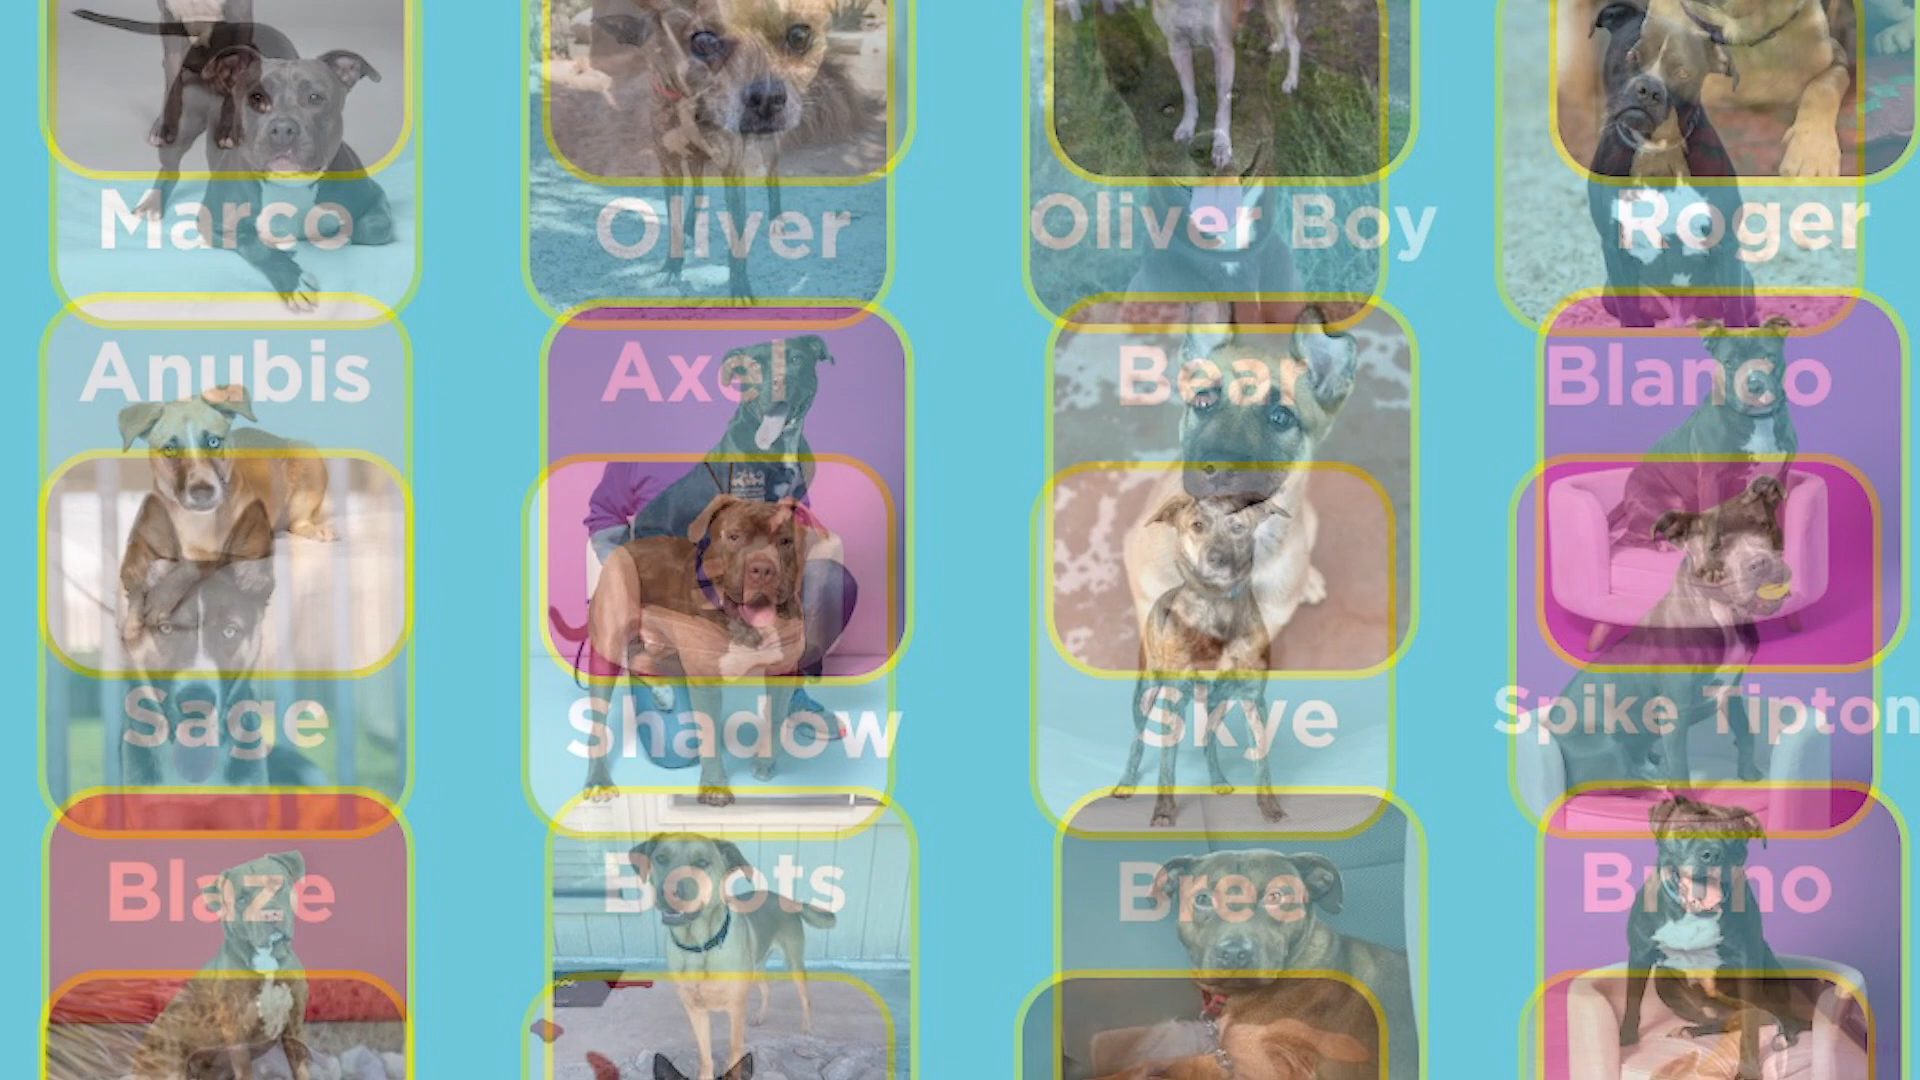 Marco Oliver Oliver Boy Roger
Anubis Axel Bear Blanco
Sage Shadow Skye Spike Tipton
Blaze Boots Bree Bruno